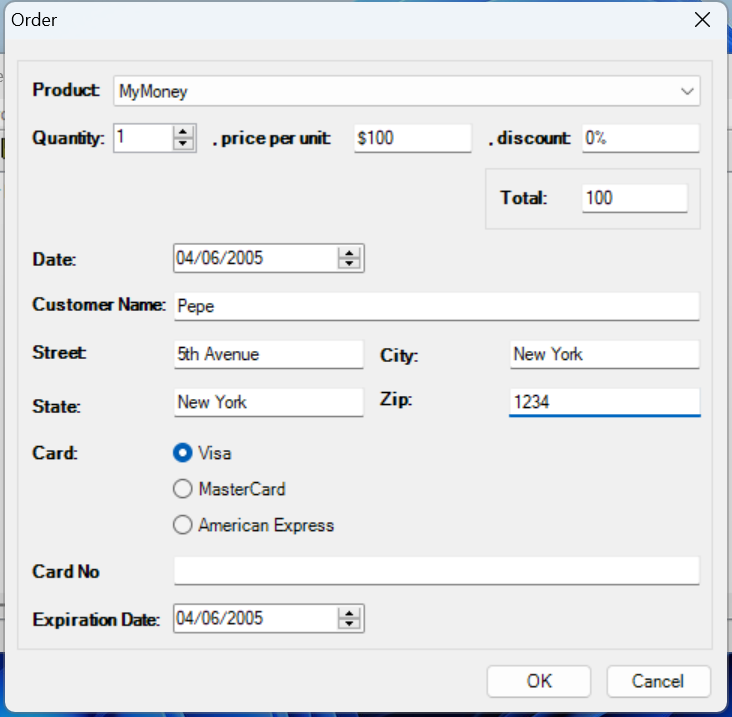 Order
Product: MyMoney
Quantity: 1 , price per unit: $100 , discount: 0%
Total: 100
Date: 04/06/2005
Customer Name: Pepe
Street: 5th Avenue City: New York
State: New York Zip: 1234
Card: Visa
MasterCard
American Express
Card No
Expiration Date: 04/06/2005
OK Cancel